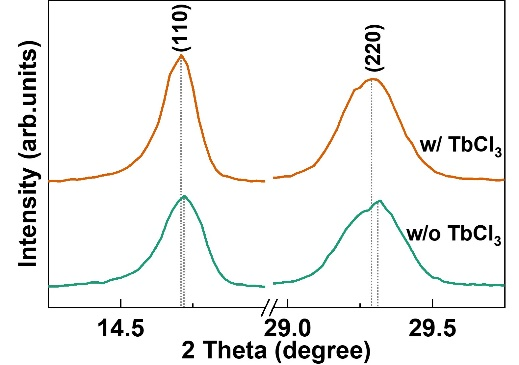 (110)
(220)
w/ TbCl₃
w/o TbCl₃
Intensity (arb.units)
14.5
29.0
29.5
2 Theta (degree)